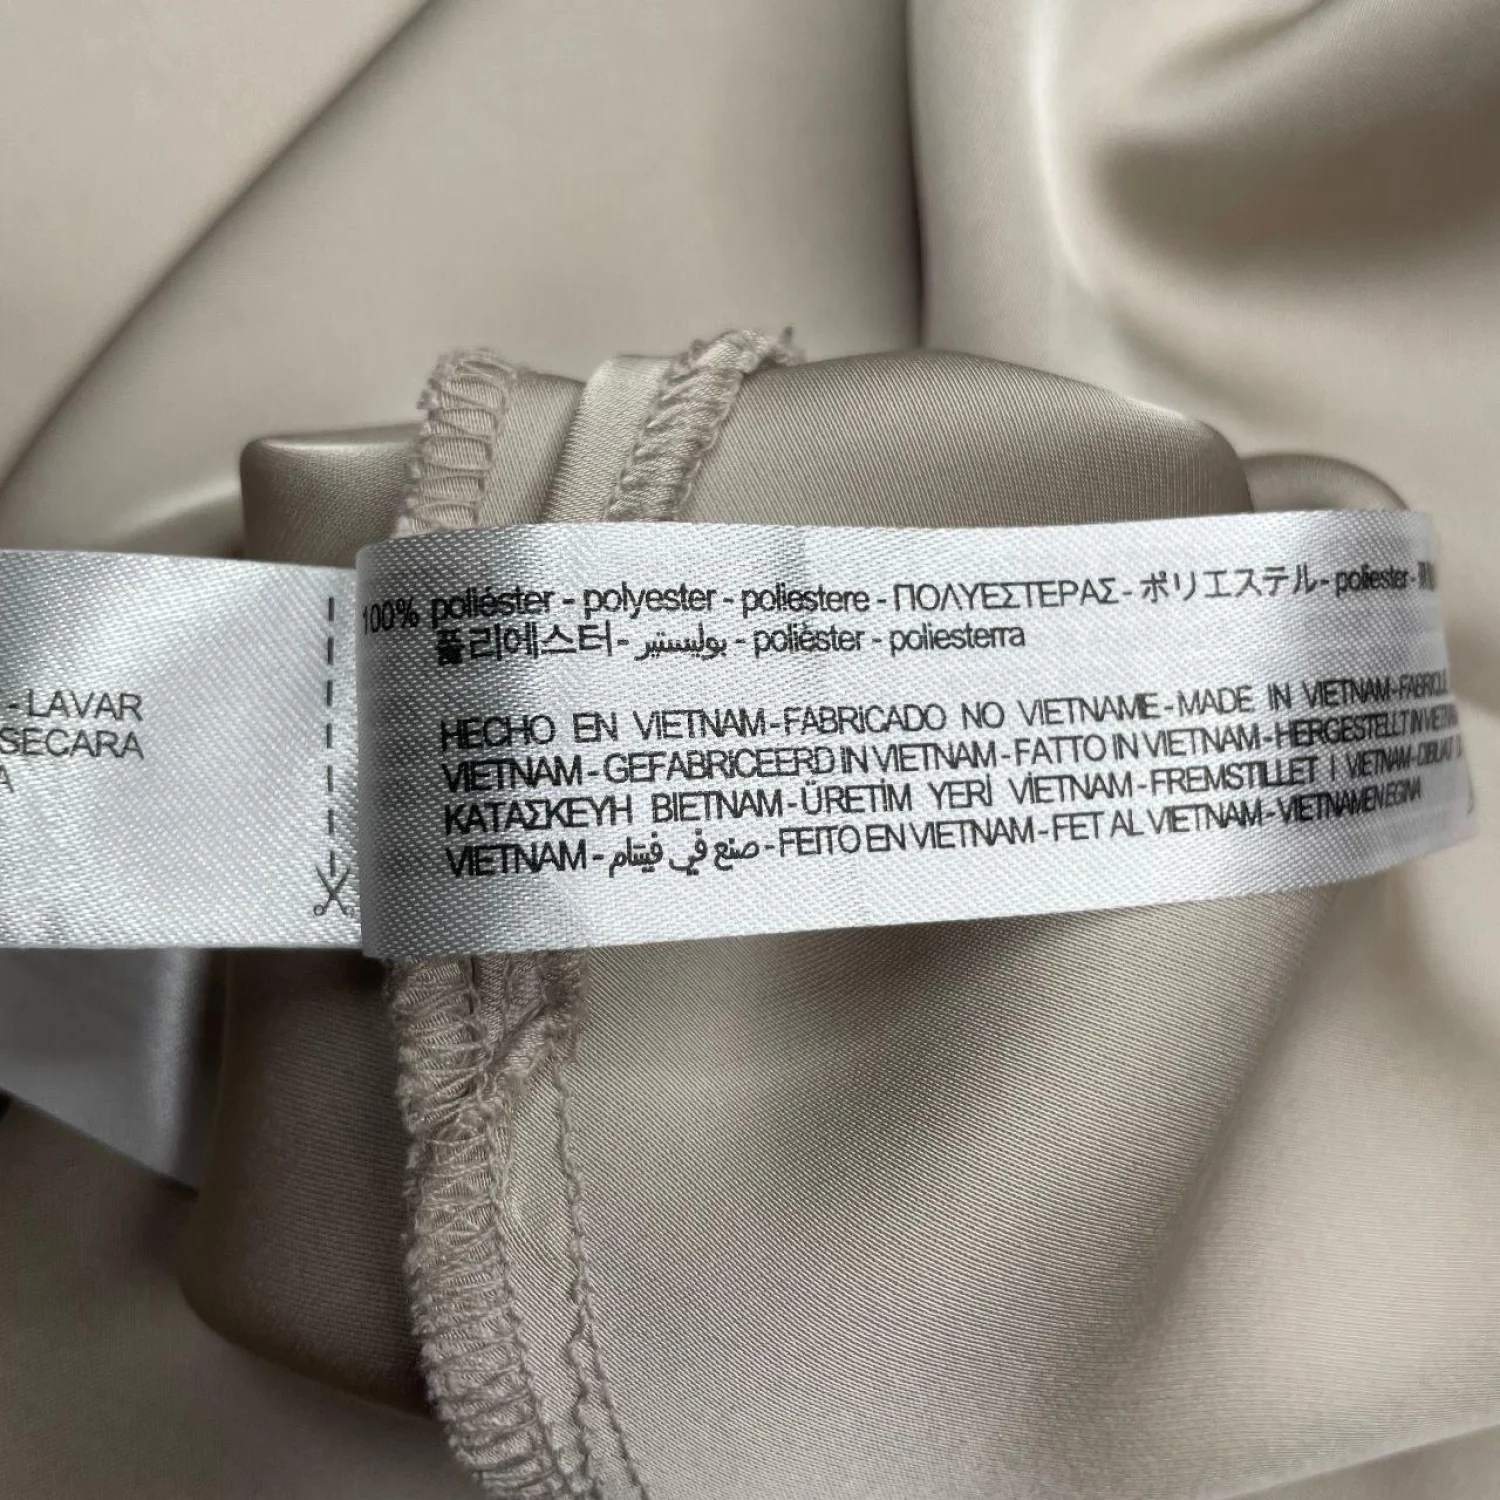 - LAVAR
SECARA
A
100% poliéster - polyester - poliestere - ΠΟΛΥΕΣΤΕΡΑΣ - ポリエステル - poliester -
폴리에스터 - بوليستير - polièster - poliesterra
HECHO EN VIETNAM - FABRICADO NO VIETNAME - MADE IN VIETNAM - FABRIQU
VIETNAM - GEFABRICEERD IN VIETNAM - FATTO IN VIETNAM - HERGESTELLT IN VIETNAM
ΚΑΤΑΣΚΕΥΗ ΒΙΕΤΝΑΜ - ÜRETİM YERİ VİETNAM - FREMSTILLET I VIETNAM - DIBUAT D
VIETNAM - صنع في فيتنام - FEITO EN VIETNAM - FET AL VIETNAM - VIETNAMEN EGINA